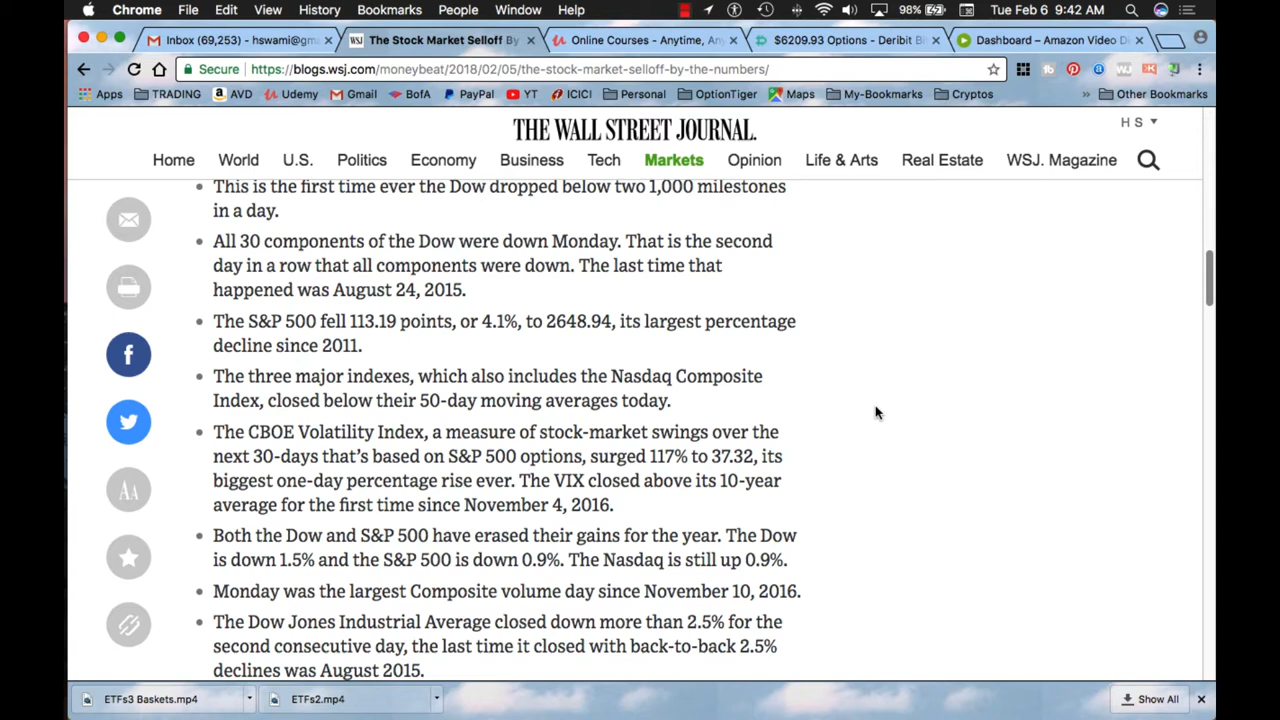 Chrome File Edit View History Bookmarks People Window Help 98% Tue Feb 6 9:42 AM
Inbox (69,253) - hswami@gm The Stock Market Selloff By Online Courses - Anytime, An $6209.93 Options - Deribit Bi Dashboard – Amazon Video Di
Secure https://blogs.wsj.com/moneybeat/2018/02/05/the-stock-market-selloff-by-the-numbers/
Apps TRADING AVD Udemy Gmail BofA PayPal YT ICICI Personal OptionTiger Maps My-Bookmarks Cryptos » Other Bookmarks
THE WALL STREET JOURNAL.
H S
Home World U.S. Politics Economy Business Tech Markets Opinion Life & Arts Real Estate WSJ. Magazine
• This is the first time ever the Dow dropped below two 1,000 milestones
in a day.
• All 30 components of the Dow were down Monday. That is the second
day in a row that all components were down. The last time that
happened was August 24, 2015.
• The S&P 500 fell 113.19 points, or 4.1%, to 2648.94, its largest percentage
decline since 2011.
• The three major indexes, which also includes the Nasdaq Composite
Index, closed below their 50-day moving averages today.
• The CBOE Volatility Index, a measure of stock-market swings over the
next 30-days that's based on S&P 500 options, surged 117% to 37.32, its
biggest one-day percentage rise ever. The VIX closed above its 10-year
average for the first time since November 4, 2016.
• Both the Dow and S&P 500 have erased their gains for the year. The Dow
is down 1.5% and the S&P 500 is down 0.9%. The Nasdaq is still up 0.9%.
• Monday was the largest Composite volume day since November 10, 2016.
• The Dow Jones Industrial Average closed down more than 2.5% for the
second consecutive day, the last time it closed with back-to-back 2.5%
declines was August 2015.
AA
ETFs3 Baskets.mp4 ETFs2.mp4 Show All